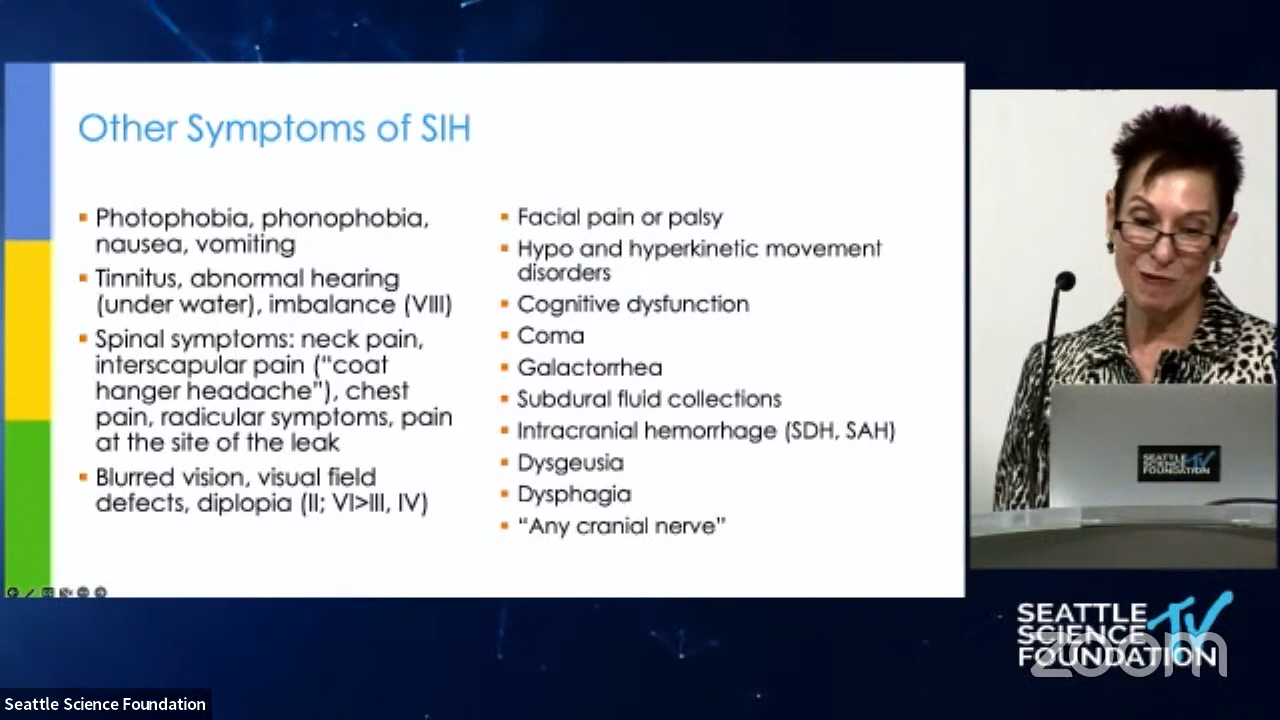 Other Symptoms of SIH
▪ Photophobia, phonophobia,
nausea, vomiting
▪ Tinnitus, abnormal hearing
(under water), imbalance (VIII)
▪ Spinal symptoms: neck pain,
interscapular pain (“coat
hanger headache”), chest
pain, radicular symptoms, pain
at the site of the leak
▪ Blurred vision, visual field
defects, diplopia (II; VI>III, IV)
▪ Facial pain or palsy
▪ Hypo and hyperkinetic movement
disorders
▪ Cognitive dysfunction
▪ Coma
▪ Galactorrhea
▪ Subdural fluid collections
▪ Intracranial hemorrhage (SDH, SAH)
▪ Dysgeusia
▪ Dysphagia
▪ “Any cranial nerve”
SEATTLE
SCIENCE TV
FOUNDATION
SEATTLE
SCIENCE TV
FOUNDATION
zoom
Seattle Science Foundation